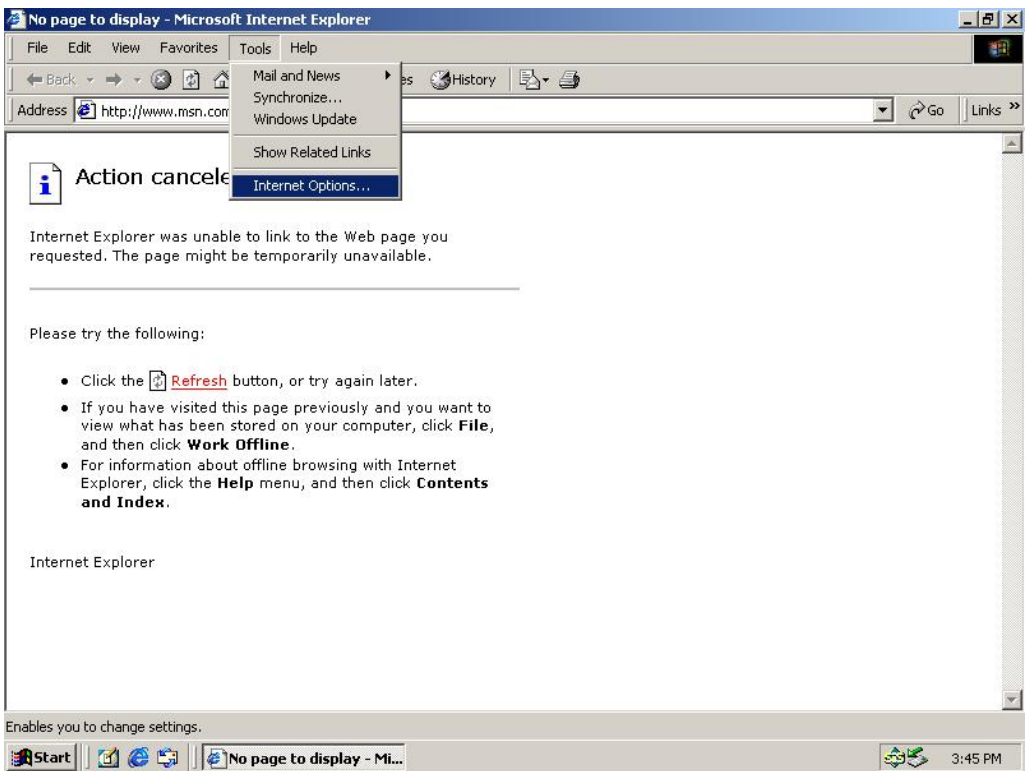 No page to display - Microsoft Internet Explorer
File Edit View Favorites Tools Help
Back History
Mail and News
Synchronize...
Windows Update
Show Related Links
Internet Options...
Address http://www.msn.com Go Links »
Action cancele
Internet Explorer was unable to link to the Web page you
requested. The page might be temporarily unavailable.
Please try the following:
Click the Refresh button, or try again later.
If you have visited this page previously and you want to
view what has been stored on your computer, click File,
and then click Work Offline.
For information about offline browsing with Internet
Explorer, click the Help menu, and then click Contents
and Index.
Internet Explorer
Enables you to change settings.
Start No page to display - Mi... 3:45 PM